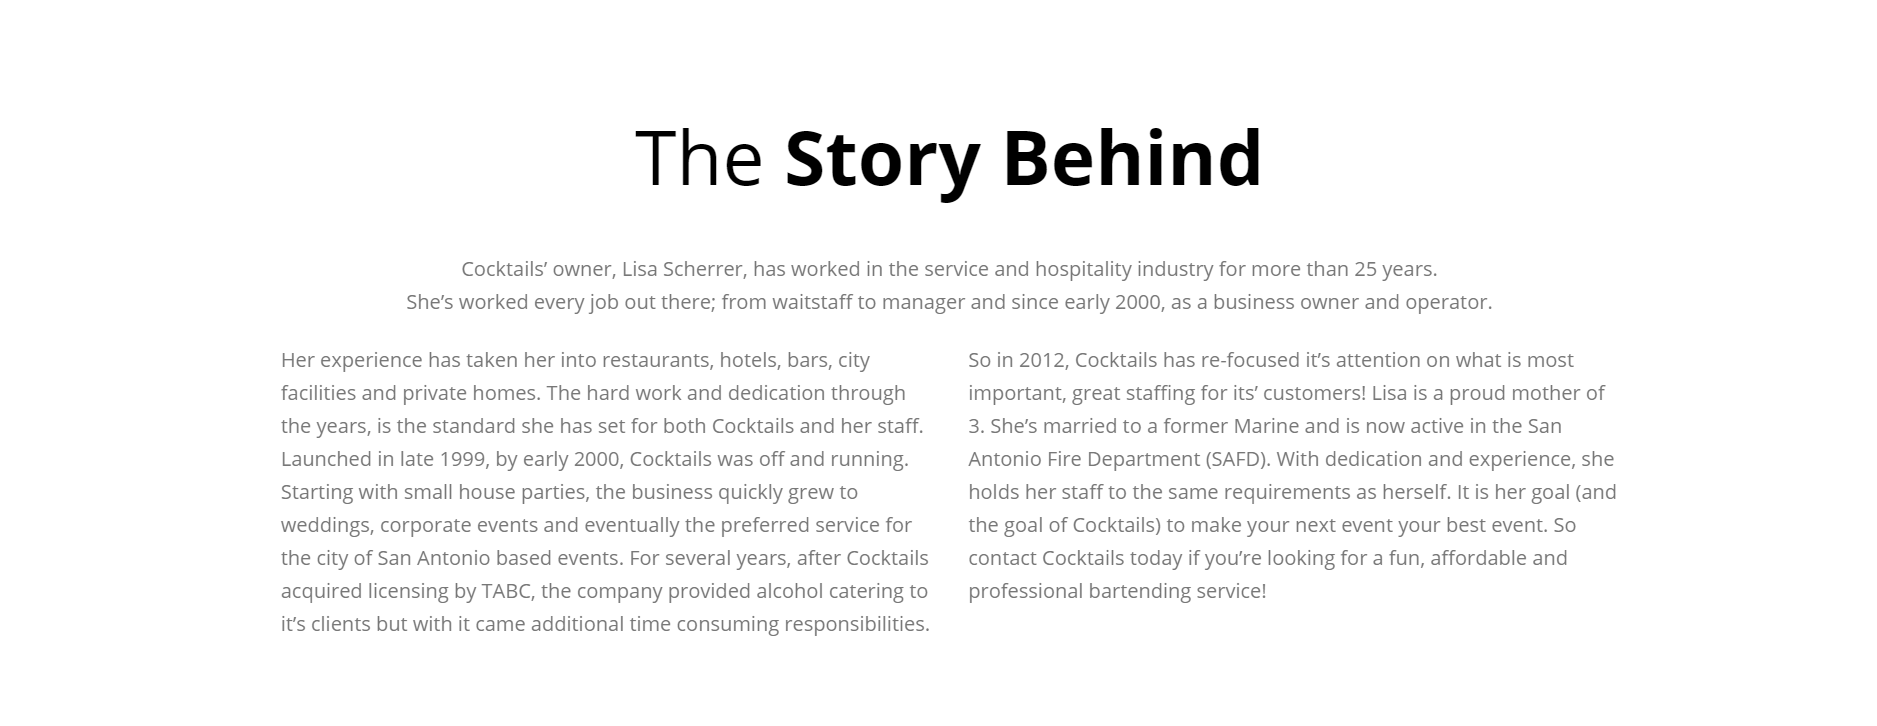 The Story Behind
Cocktails’ owner, Lisa Scherrer, has worked in the service and hospitality industry for more than 25 years.
She’s worked every job out there; from waitstaff to manager and since early 2000, as a business owner and operator.
Her experience has taken her into restaurants, hotels, bars, city
facilities and private homes. The hard work and dedication through
the years, is the standard she has set for both Cocktails and her staff.
Launched in late 1999, by early 2000, Cocktails was off and running.
Starting with small house parties, the business quickly grew to
weddings, corporate events and eventually the preferred service for
the city of San Antonio based events. For several years, after Cocktails
acquired licensing by TABC, the company provided alcohol catering to
it’s clients but with it came additional time consuming responsibilities.
So in 2012, Cocktails has re-focused it’s attention on what is most
important, great staffing for its’ customers! Lisa is a proud mother of
3. She’s married to a former Marine and is now active in the San
Antonio Fire Department (SAFD). With dedication and experience, she
holds her staff to the same requirements as herself. It is her goal (and
the goal of Cocktails) to make your next event your best event. So
contact Cocktails today if you’re looking for a fun, affordable and
professional bartending service!